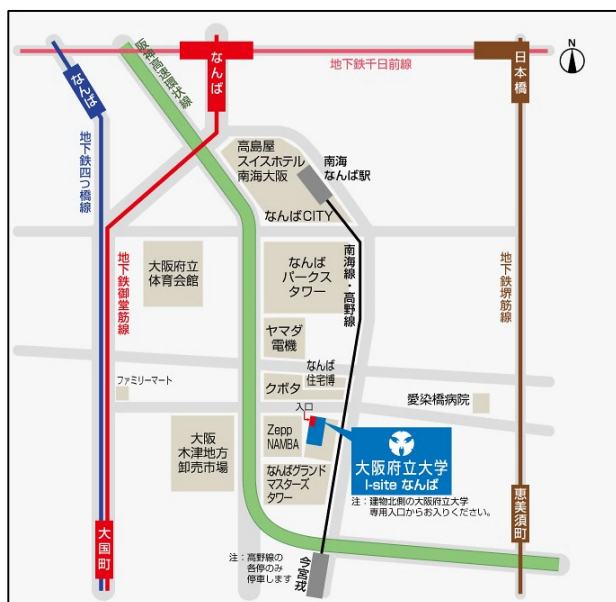 なんば
なんば
地下鉄千日前線
日本橋
N
阪神高速環状線
地下鉄四つ橋線
高島屋
スイスホテル
南海大阪
南海
なんば駅
なんばCITY
地下鉄御堂筋線
大阪府立
体育会館
なんば
パークス
タワー
南海線・高野線
地下鉄堺筋線
ヤマダ
電機
なんば
住宅博
ファミリーマート
クボタ
愛染橋病院
入口
大阪
木津地方
卸売市場
Zepp
NAMBA
大阪府立大学
I-site なんば
なんばグランド
マスターズ
タワー
注：建物北側の大阪府立大学
専用入口からお入りください。
大国町
注：高野線の
各停のみ
停車します
今宮戎
恵美須町